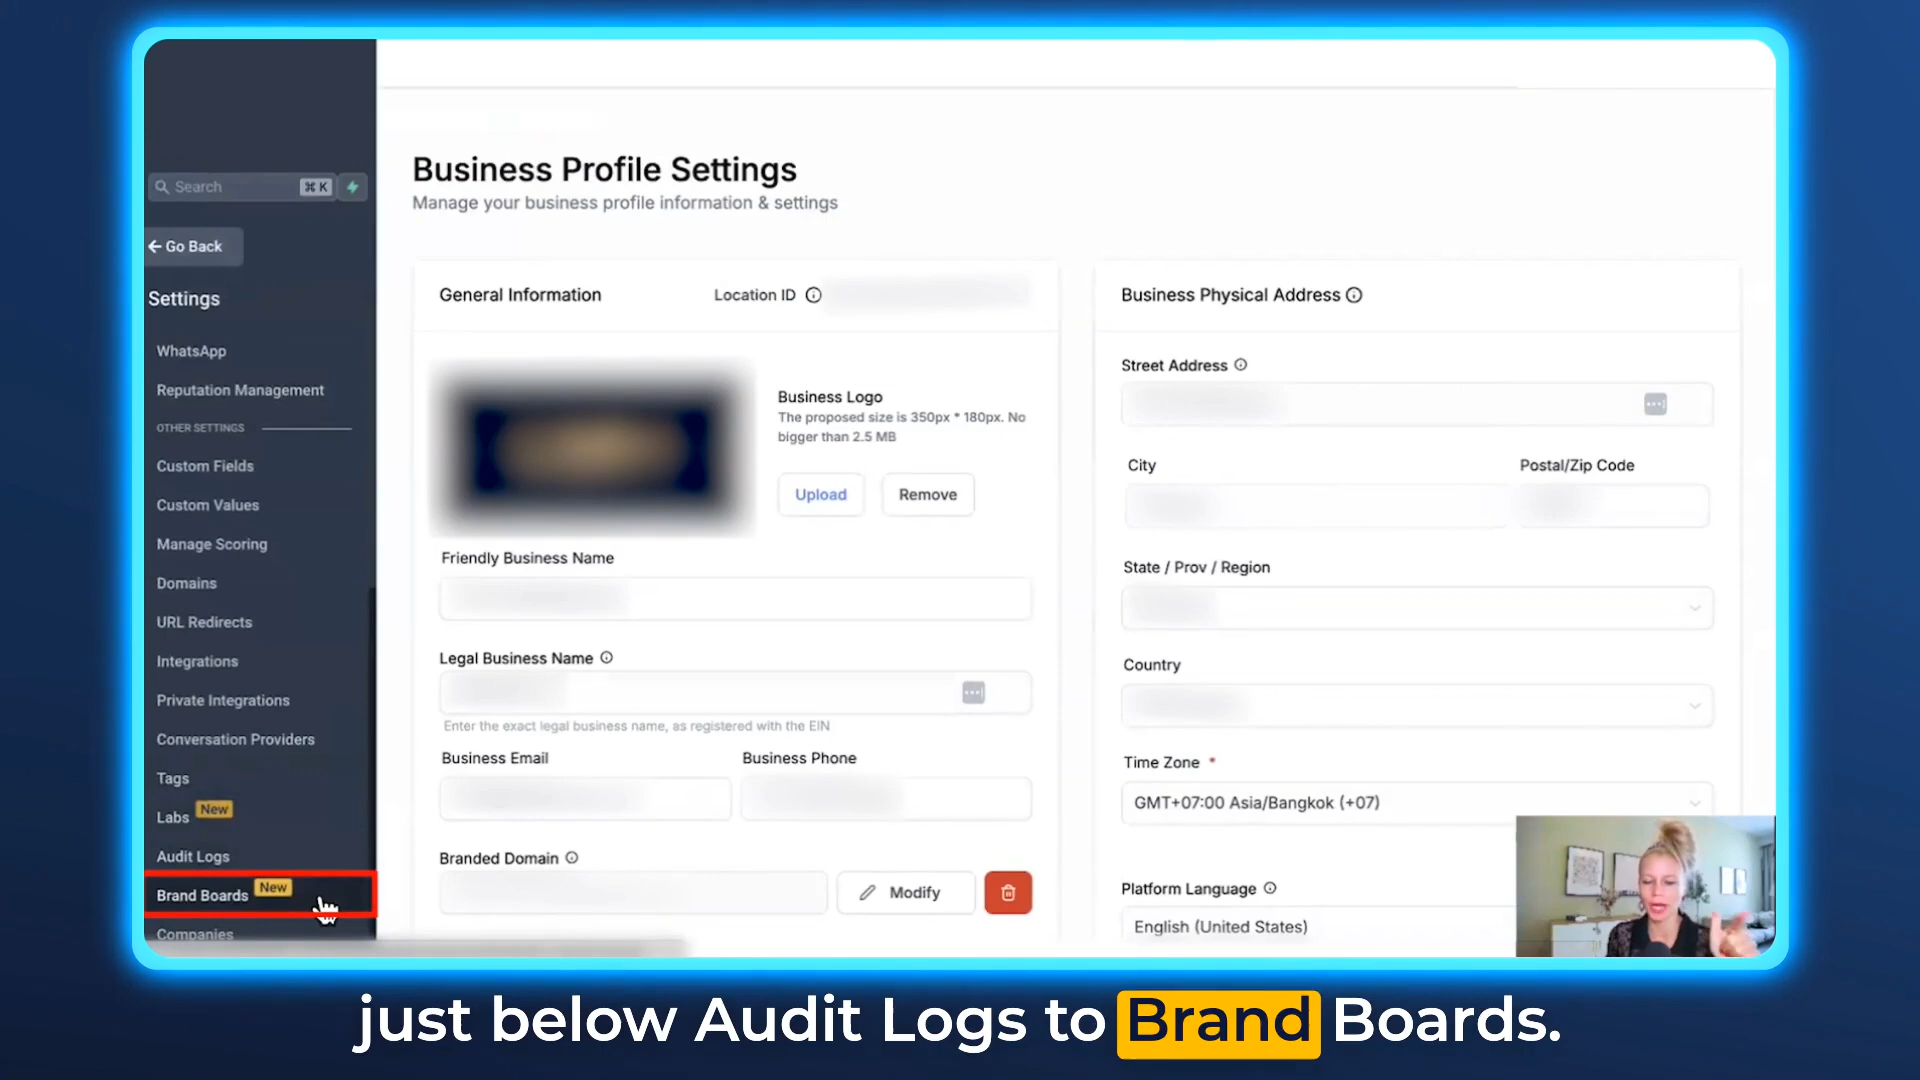 Search
⌘ K
Go Back
Settings
WhatsApp
Reputation Management
OTHER SETTINGS
Custom Fields
Custom Values
Manage Scoring
Domains
URL Redirects
Integrations
Private Integrations
Conversation Providers
Tags
Labs New
Audit Logs
Brand Boards New
Companies
Business Profile Settings
Manage your business profile information & settings
General Information
Location ID
Business Logo
The proposed size is 350px * 180px. No
bigger than 2.5 MB
Upload
Remove
Friendly Business Name
Legal Business Name
Enter the exact legal business name, as registered with the EIN
Business Email
Business Phone
Branded Domain
Modify
Business Physical Address
Street Address
City
Postal/Zip Code
State / Prov / Region
Country
Time Zone *
GMT+07:00 Asia/Bangkok (+07)
Platform Language
English (United States)
just below Audit Logs to Brand Boards.